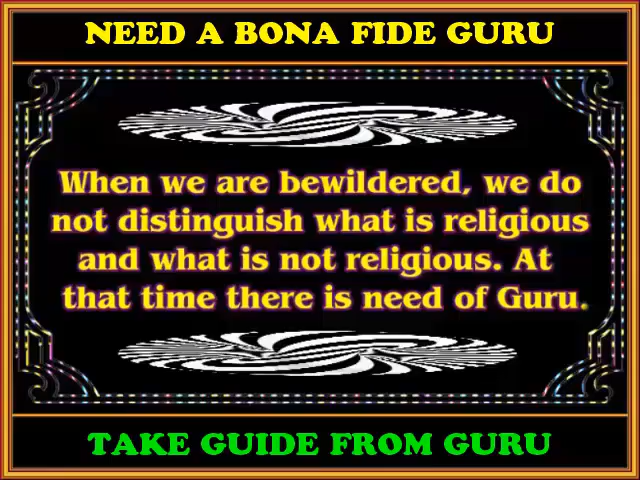 NEED A BONA FIDE GURU
When we are bewildered, we do
not distinguish what is religious
and what is not religious. At
that time there is need of Guru.
TAKE GUIDE FROM GURU